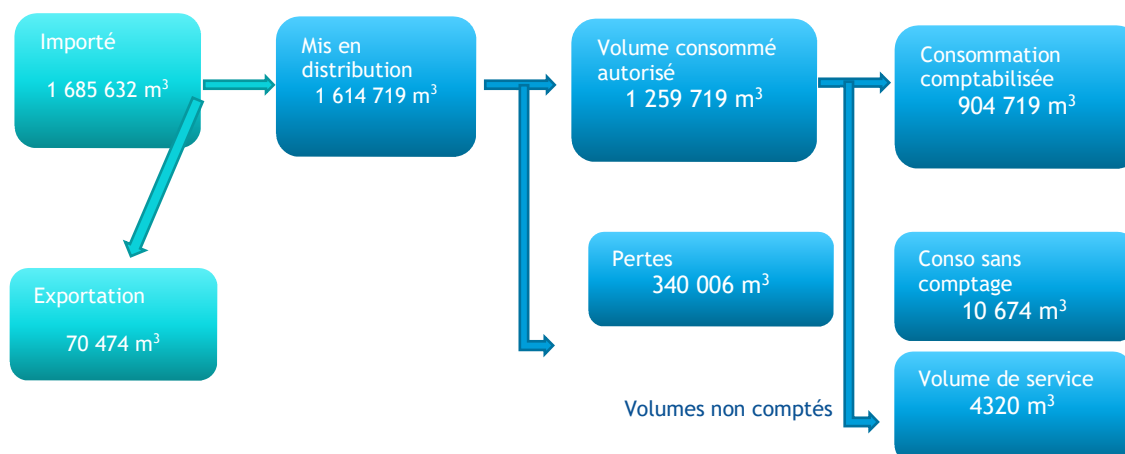 Importé
1 685 632 m³
Mis en
distribution
1 614 719 m³
Volume consommé
autorisé
1 259 719 m³
Consommation
comptabilisée
904 719 m³
Exportation
70 474 m³
Pertes
340 006 m³
Conso sans
comptage
10 674 m³
Volumes non comptés
Volume de service
4320 m³